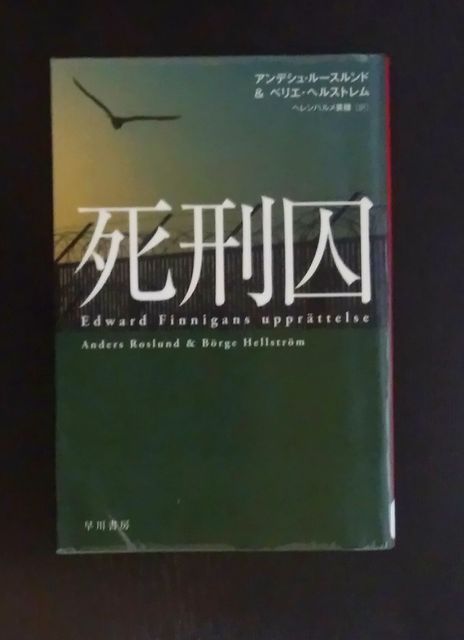 アンデシュ・ルースルンド
& ベリエ・ヘルストレム
ヘレンハルメ美穂 [訳]
死刑囚
Edward Finnigans upprättelse
Anders Roslund & Börge Hellström
早川書房